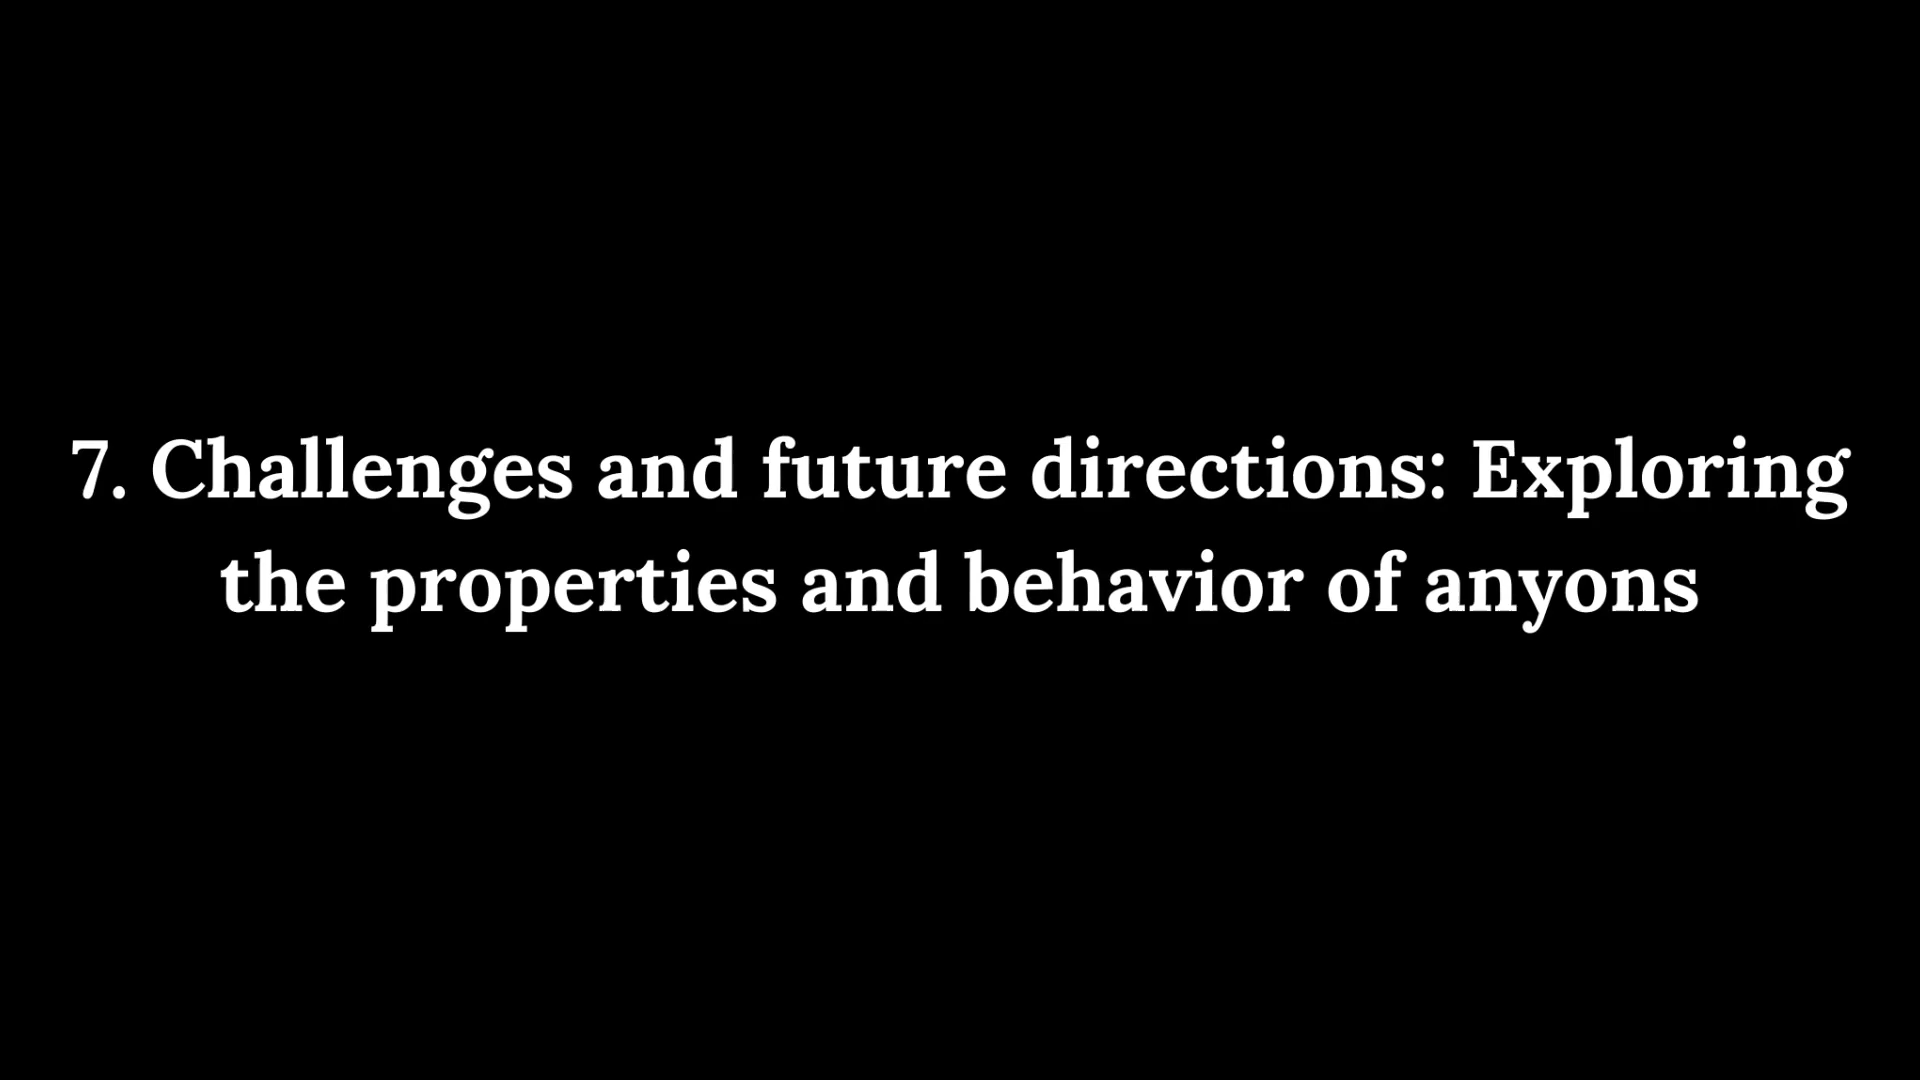 7. Challenges and future directions: Exploring
the properties and behavior of anyons